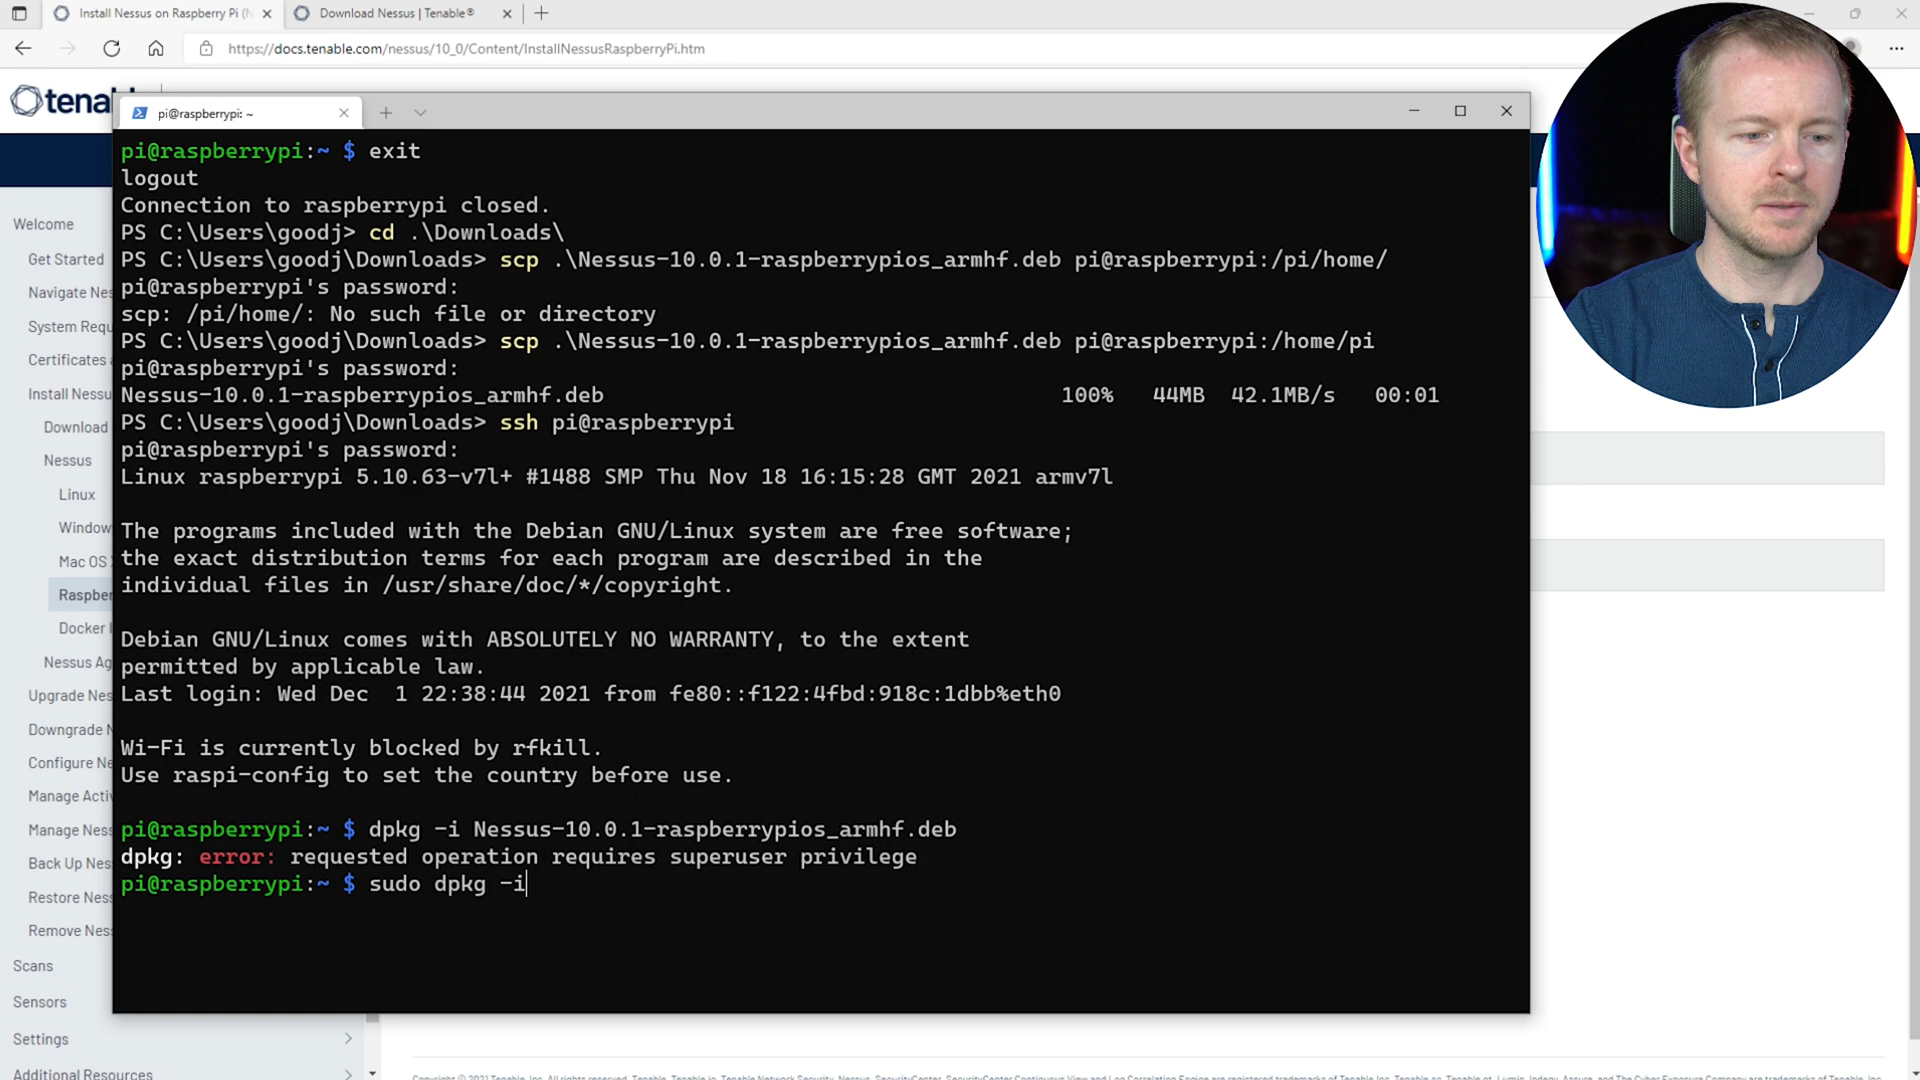 Install Nessus on Raspberry Pi (N
Download Nessus | Tenable®
https://docs.tenable.com/nessus/10_0/Content/InstallNessusRaspberryPi.htm
tena
pi@raspberrypi: ~
pi@raspberrypi:~ $ exit
logout
Connection to raspberrypi closed.
PS C:\Users\goodj> cd .\Downloads\
PS C:\Users\goodj\Downloads> scp .\Nessus-10.0.1-raspberrypios_armhf.deb pi@raspberrypi:/pi/home/
pi@raspberrypi's password:
scp: /pi/home/: No such file or directory
PS C:\Users\goodj\Downloads> scp .\Nessus-10.0.1-raspberrypios_armhf.deb pi@raspberrypi:/home/pi
pi@raspberrypi's password:
Nessus-10.0.1-raspberrypios_armhf.deb 100% 44MB 42.1MB/s 00:01
PS C:\Users\goodj\Downloads> ssh pi@raspberrypi
pi@raspberrypi's password:
Linux raspberrypi 5.10.63-v7l+ #1488 SMP Thu Nov 18 16:15:28 GMT 2021 armv7l
The programs included with the Debian GNU/Linux system are free software;
the exact distribution terms for each program are described in the
individual files in /usr/share/doc/*/copyright.
Debian GNU/Linux comes with ABSOLUTELY NO WARRANTY, to the extent
permitted by applicable law.
Last login: Wed Dec  1 22:38:44 2021 from fe80::f122:4fbd:918c:1dbb%eth0
Wi-Fi is currently blocked by rfkill.
Use raspi-config to set the country before use.
pi@raspberrypi:~ $ dpkg -i Nessus-10.0.1-raspberrypios_armhf.deb
dpkg: error: requested operation requires superuser privilege
pi@raspberrypi:~ $ sudo dpkg -i
Welcome
Get Started
Navigate Nes
System Requ
Certificates a
Install Nessu
Download
Nessus
Linux
Window
Mac OS
Raspber
Docker I
Nessus Ag
Upgrade Nes
Downgrade N
Configure Ne
Manage Activ
Manage Ness
Back Up Nes
Restore Ness
Remove Ness
Scans
Sensors
Settings
Additional Resources